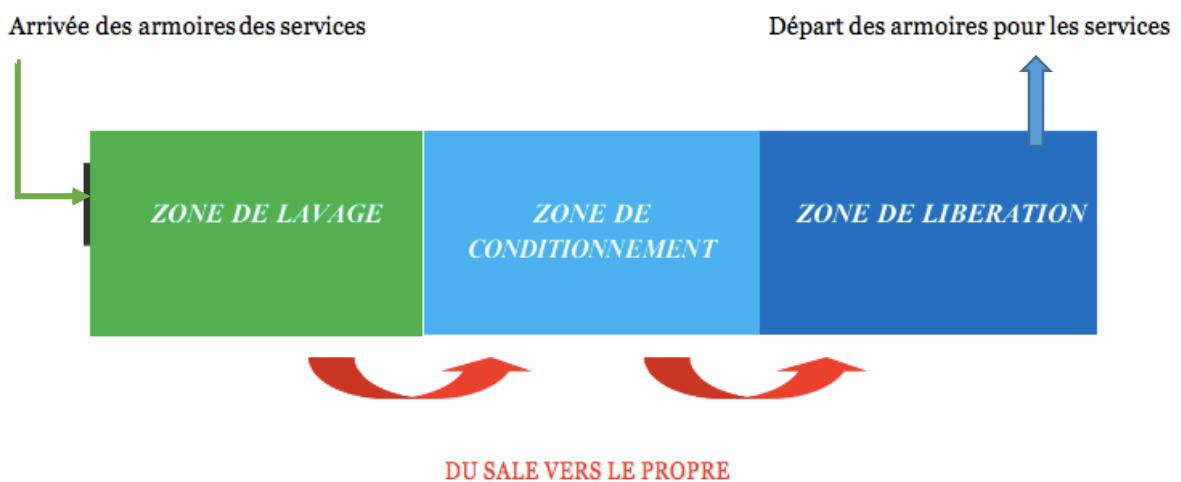 Arrivée des armoires des services
Départ des armoires pour les services
ZONE DE LAVAGE
ZONE DE
CONDITIONNEMENT
ZONE DE LIBERATION
DU SALE VERS LE PROPRE